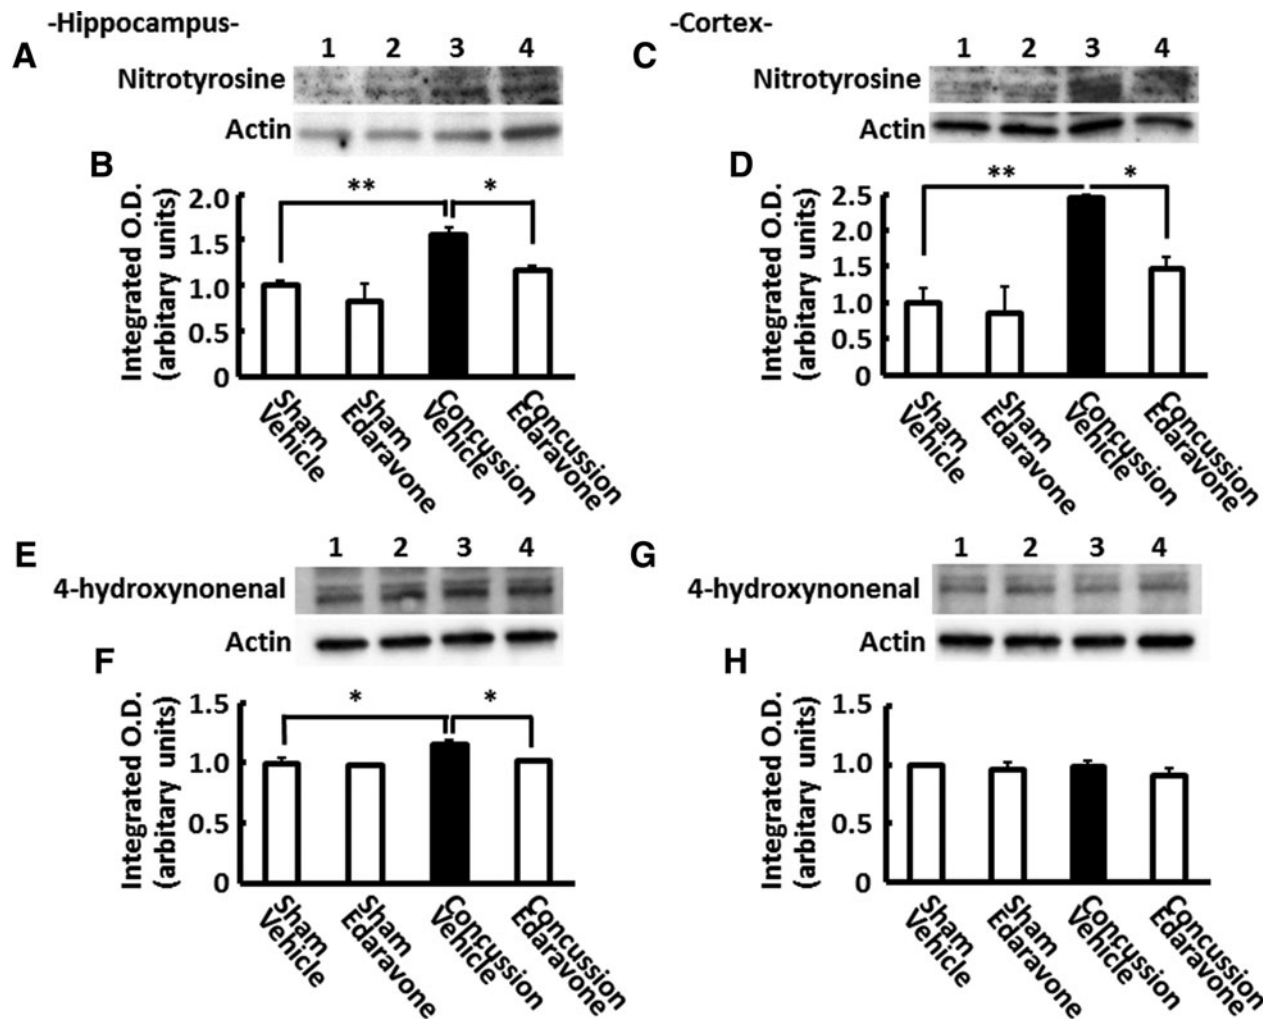 -Hippocampus-
-Cortex-
A
1 2 3 4
Nitrotyrosine
Actin
C
1 2 3 4
Nitrotyrosine
Actin
B
Integrated O.D.
(arbitary units)
2.0
1.5
1.0
0.5
0
**
*
Sham
Vehicle
Sham
Edaravone
Concussion
Vehicle
Concussion
Edaravone
D
Integrated O.D.
(arbitary units)
2.5
2.0
1.5
1.0
0.5
0
**
*
Sham
Vehicle
Sham
Edaravone
Concussion
Vehicle
Concussion
Edaravone
E
1 2 3 4
4-hydroxynonenal
Actin
G
1 2 3 4
4-hydroxynonenal
Actin
F
Integrated O.D.
(arbitary units)
1.5
1.0
0.5
0
*
*
Sham
Vehicle
Sham
Edaravone
Concussion
Vehicle
Concussion
Edaravone
H
Integrated O.D.
(arbitary units)
1.5
1.0
0.5
0
Sham
Vehicle
Sham
Edaravone
Concussion
Vehicle
Concussion
Edaravone